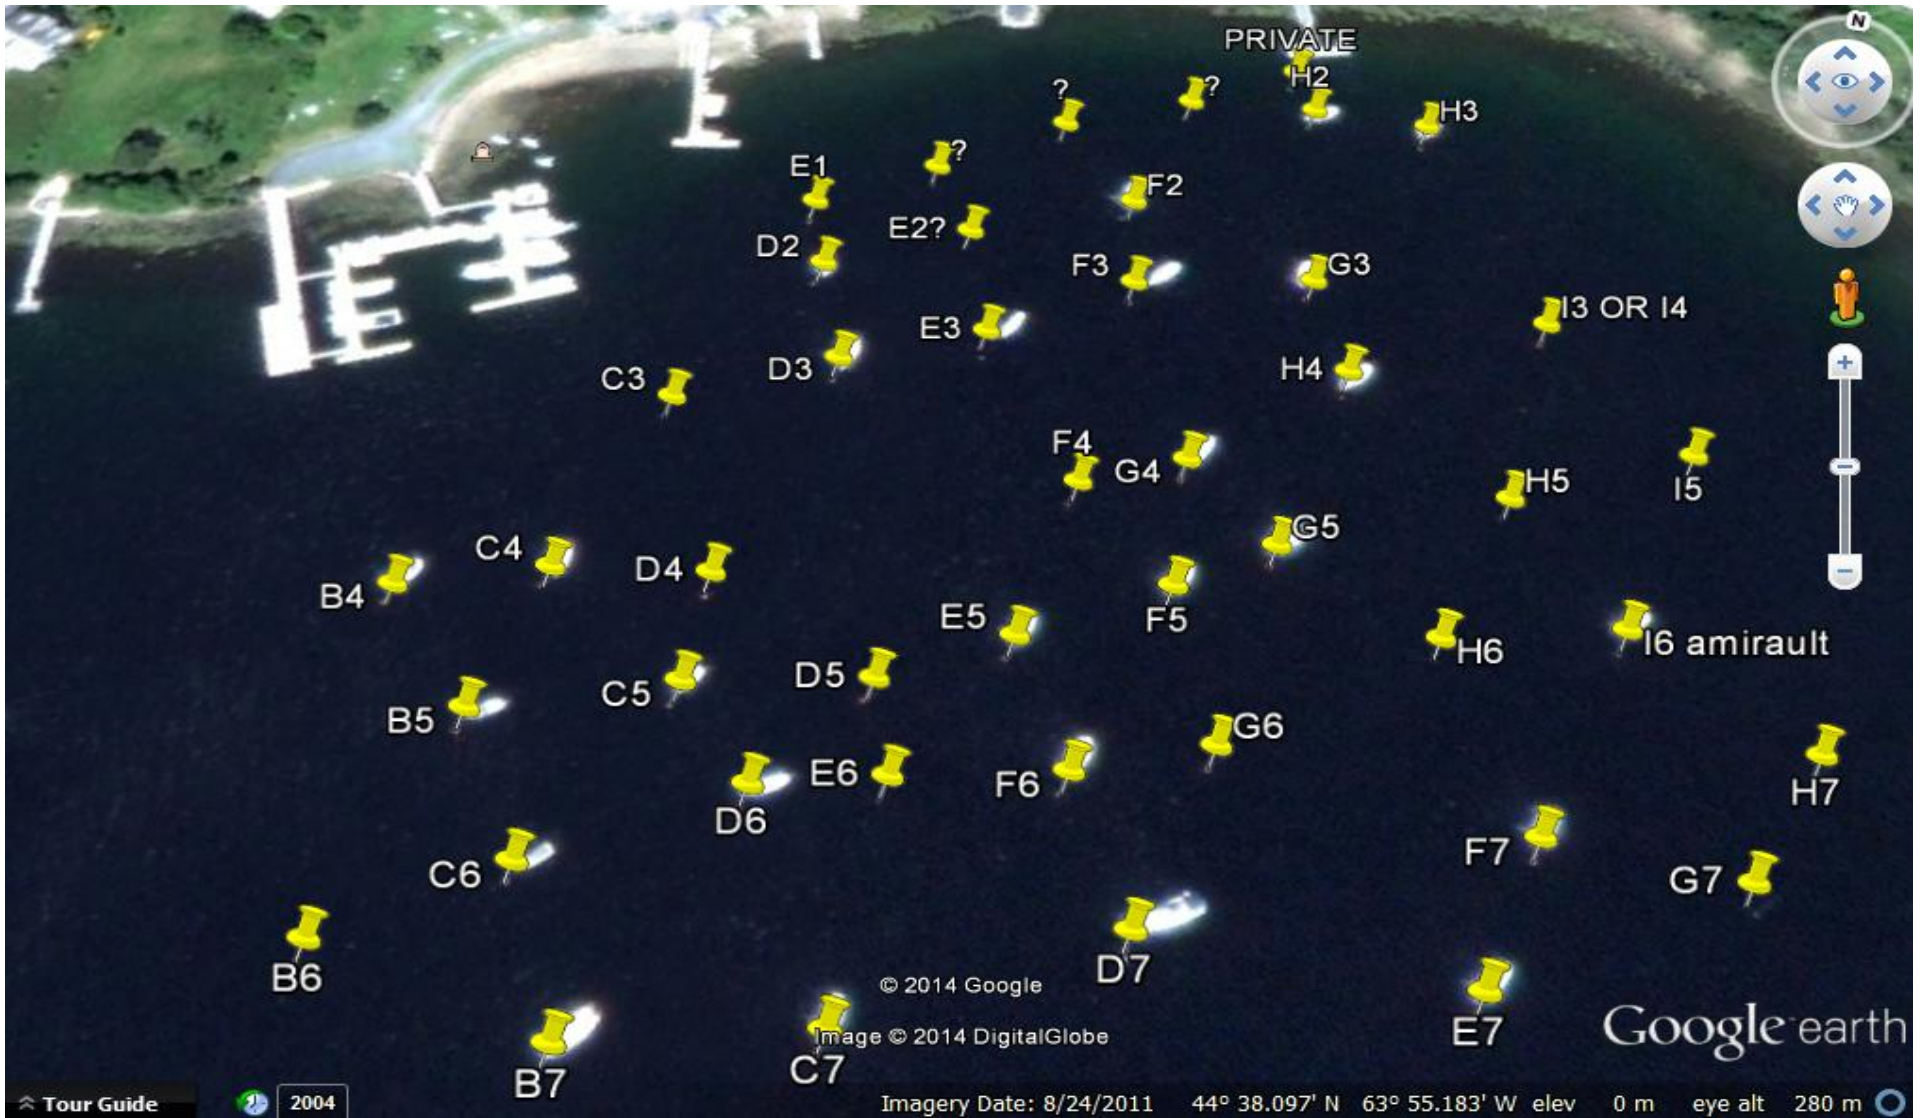 N
PRIVATE
H2
?
?
H3
E1
?
F2
D2
E2?
F3
G3
I3 OR I4
E3
D3
H4
C3
F4
G4
H5
I5
C4
D4
G5
B4
E5
F5
H6
I6 amirault
C5
D5
B5
G6
E6
F6
H7
D6
F7
C6
G7
B6
D7
© 2014 Google
E7
Google earth
Image © 2014 DigitalGlobe
B7
C7
Tour Guide
2004
Imagery Date: 8/24/2011 44° 38.097' N 63° 55.183' W elev 0 m eye alt 280 m